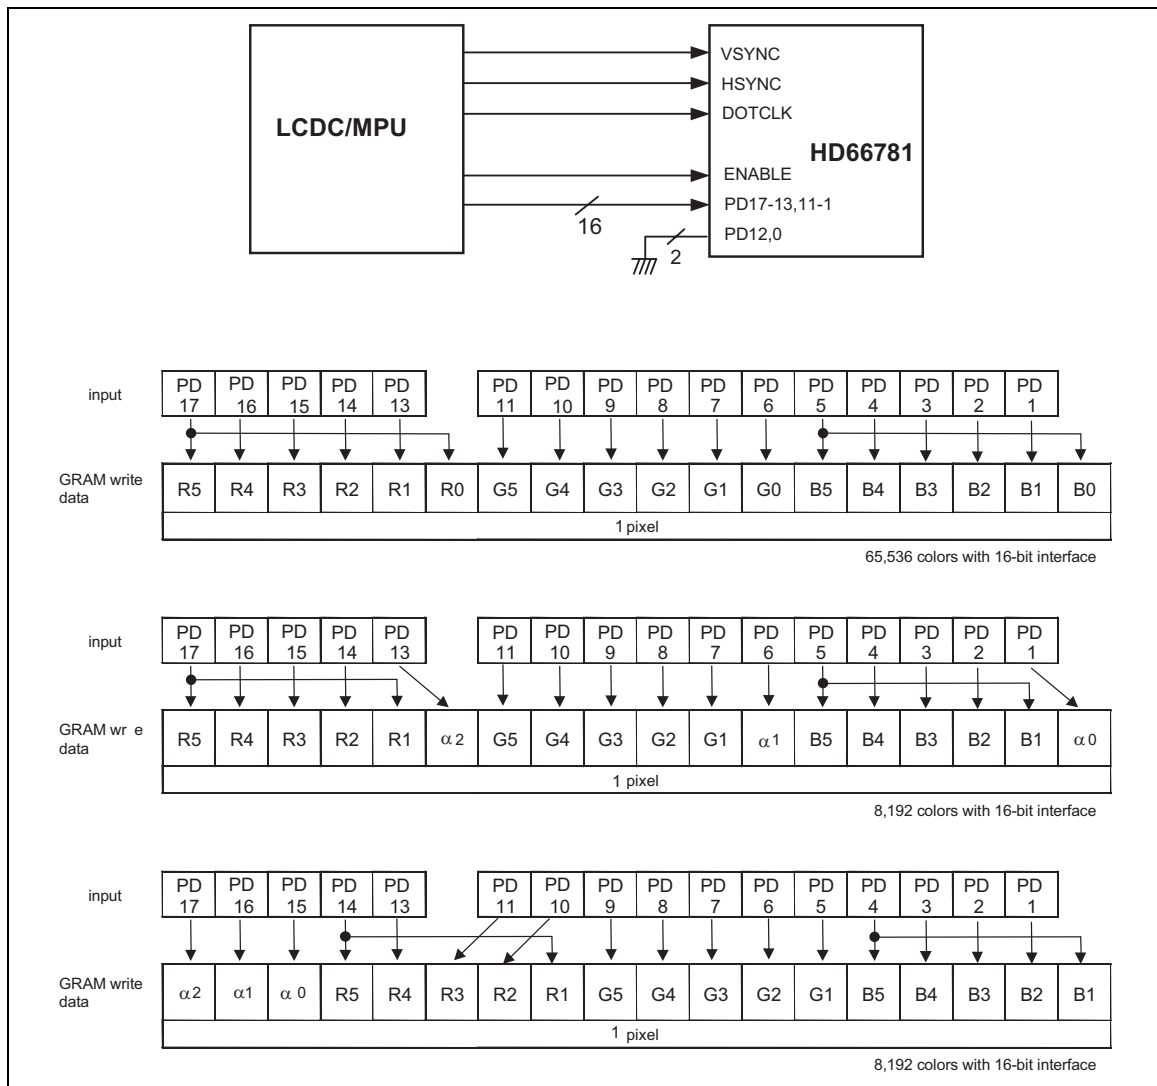 VSYNC
HSYNC
LCDC/MPU
DOTCLK
HD66781
ENABLE
PD17-13,11-1
16
PD12,0
2
input PD 17 PD 16 PD 15 PD 14 PD 13 PD 11 PD 10 PD 9 PD 8 PD 7 PD 6 PD 5 PD 4 PD 3 PD 2 PD 1
GRAM write data R5 R4 R3 R2 R1 R0 G5 G4 G3 G2 G1 G0 B5 B4 B3 B2 B1 B0
1 pixel
65,536 colors with 16-bit interface
input PD 17 PD 16 PD 15 PD 14 PD 13 PD 11 PD 10 PD 9 PD 8 PD 7 PD 6 PD 5 PD 4 PD 3 PD 2 PD 1
GRAM wr e data R5 R4 R3 R2 R1 α2 G5 G4 G3 G2 G1 α1 B5 B4 B3 B2 B1 α0
1 pixel
8,192 colors with 16-bit interface
input PD 17 PD 16 PD 15 PD 14 PD 13 PD 11 PD 10 PD 9 PD 8 PD 7 PD 6 PD 5 PD 4 PD 3 PD 2 PD 1
GRAM write data α2 α1 α0 R5 R4 R3 R2 R1 G5 G4 G3 G2 G1 B5 B4 B3 B2 B1
1 pixel
8,192 colors with 16-bit interface